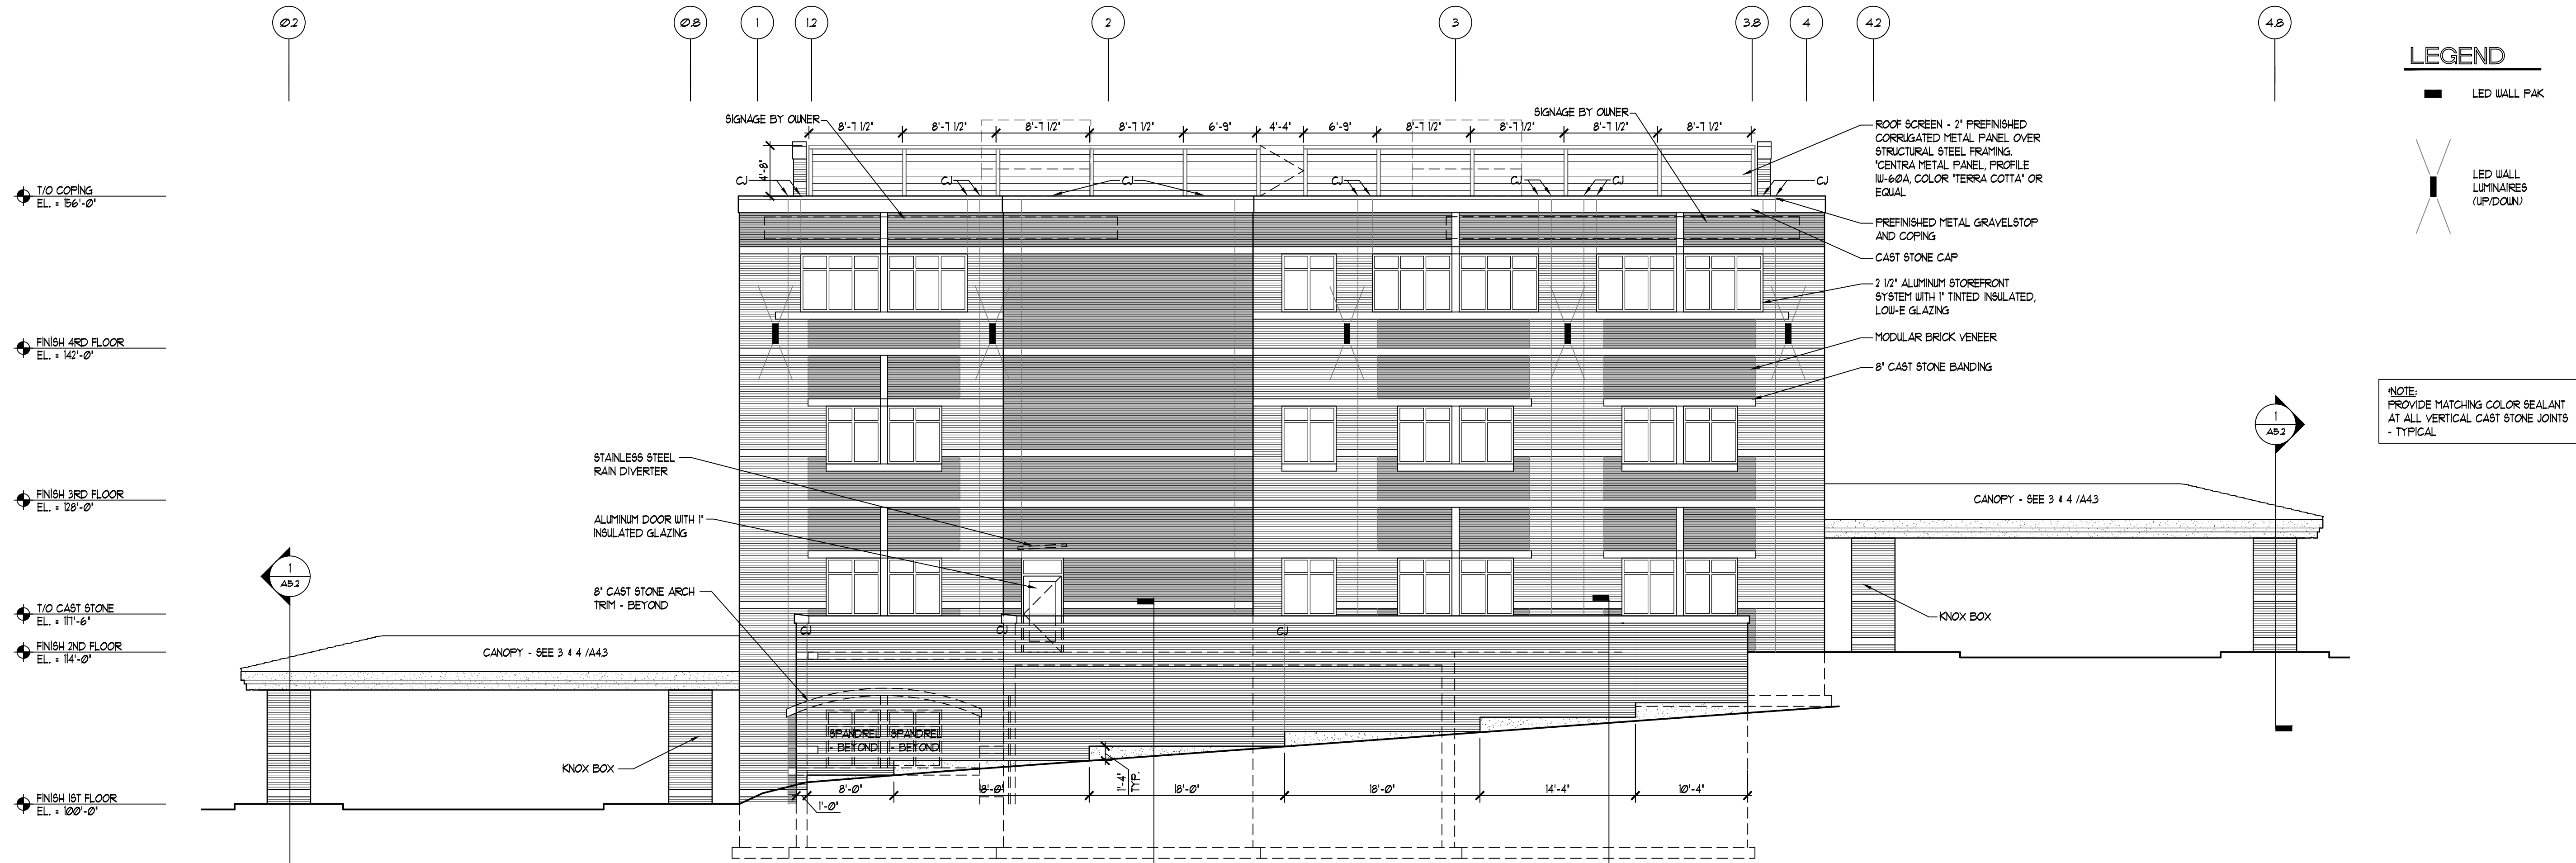 0.2
0.8
1
1.2
2
3
3.8
4
4.2
4.8
LEGEND
LED WALL PAK
LED WALL
LUMINAIRES
(UP/DOWN)
*NOTE:
PROVIDE MATCHING COLOR SEALANT
AT ALL VERTICAL CAST STONE JOINTS
- TYPICAL
SIGNAGE BY OWNER
SIGNAGE BY OWNER
8'-7 1/2"
8'-7 1/2"
8'-7 1/2"
8'-7 1/2"
6'-9"
4'-4"
6'-9"
8'-7 1/2"
8'-7 1/2"
8'-7 1/2"
8'-7 1/2"
4'-8"
CJ
CJ
CJ
CJ
CJ
CJ
CJ
ROOF SCREEN - 2" PREFINISHED
CORRUGATED METAL PANEL OVER
STRUCTURAL STEEL FRAMING.
"CENTRA METAL PANEL, PROFILE
IW-60A, COLOR "TERRA COTTA" OR
EQUAL
PREFINISHED METAL GRAVELSTOP
AND COPING
CAST STONE CAP
2 1/2" ALUMINUM STOREFRONT
SYSTEM WITH 1" TINTED INSULATED,
LOW-E GLAZING
MODULAR BRICK VENEER
8" CAST STONE BANDING
T/O COPING
EL. = 156'-0"
FINISH 4RD FLOOR
EL. = 142'-0"
FINISH 3RD FLOOR
EL. = 128'-0"
T/O CAST STONE
EL. = 117'-6"
FINISH 2ND FLOOR
EL. = 114'-0"
FINISH 1ST FLOOR
EL. = 100'-0"
STAINLESS STEEL
RAIN DIVERTER
ALUMINUM DOOR WITH 1"
INSULATED GLAZING
8" CAST STONE ARCH
TRIM - BEYOND
1
A5.2
1
A5.2
CANOPY - SEE 3 & 4 /A4.3
CANOPY - SEE 3 & 4 /A4.3
KNOX BOX
KNOX BOX
CJ
CJ
CJ
SPANDREL
- BEYOND
SPANDREL
- BEYOND
1'-4"
TYP.
1'-0"
8'-0"
18'-0"
18'-0"
18'-0"
14'-4"
10'-4"